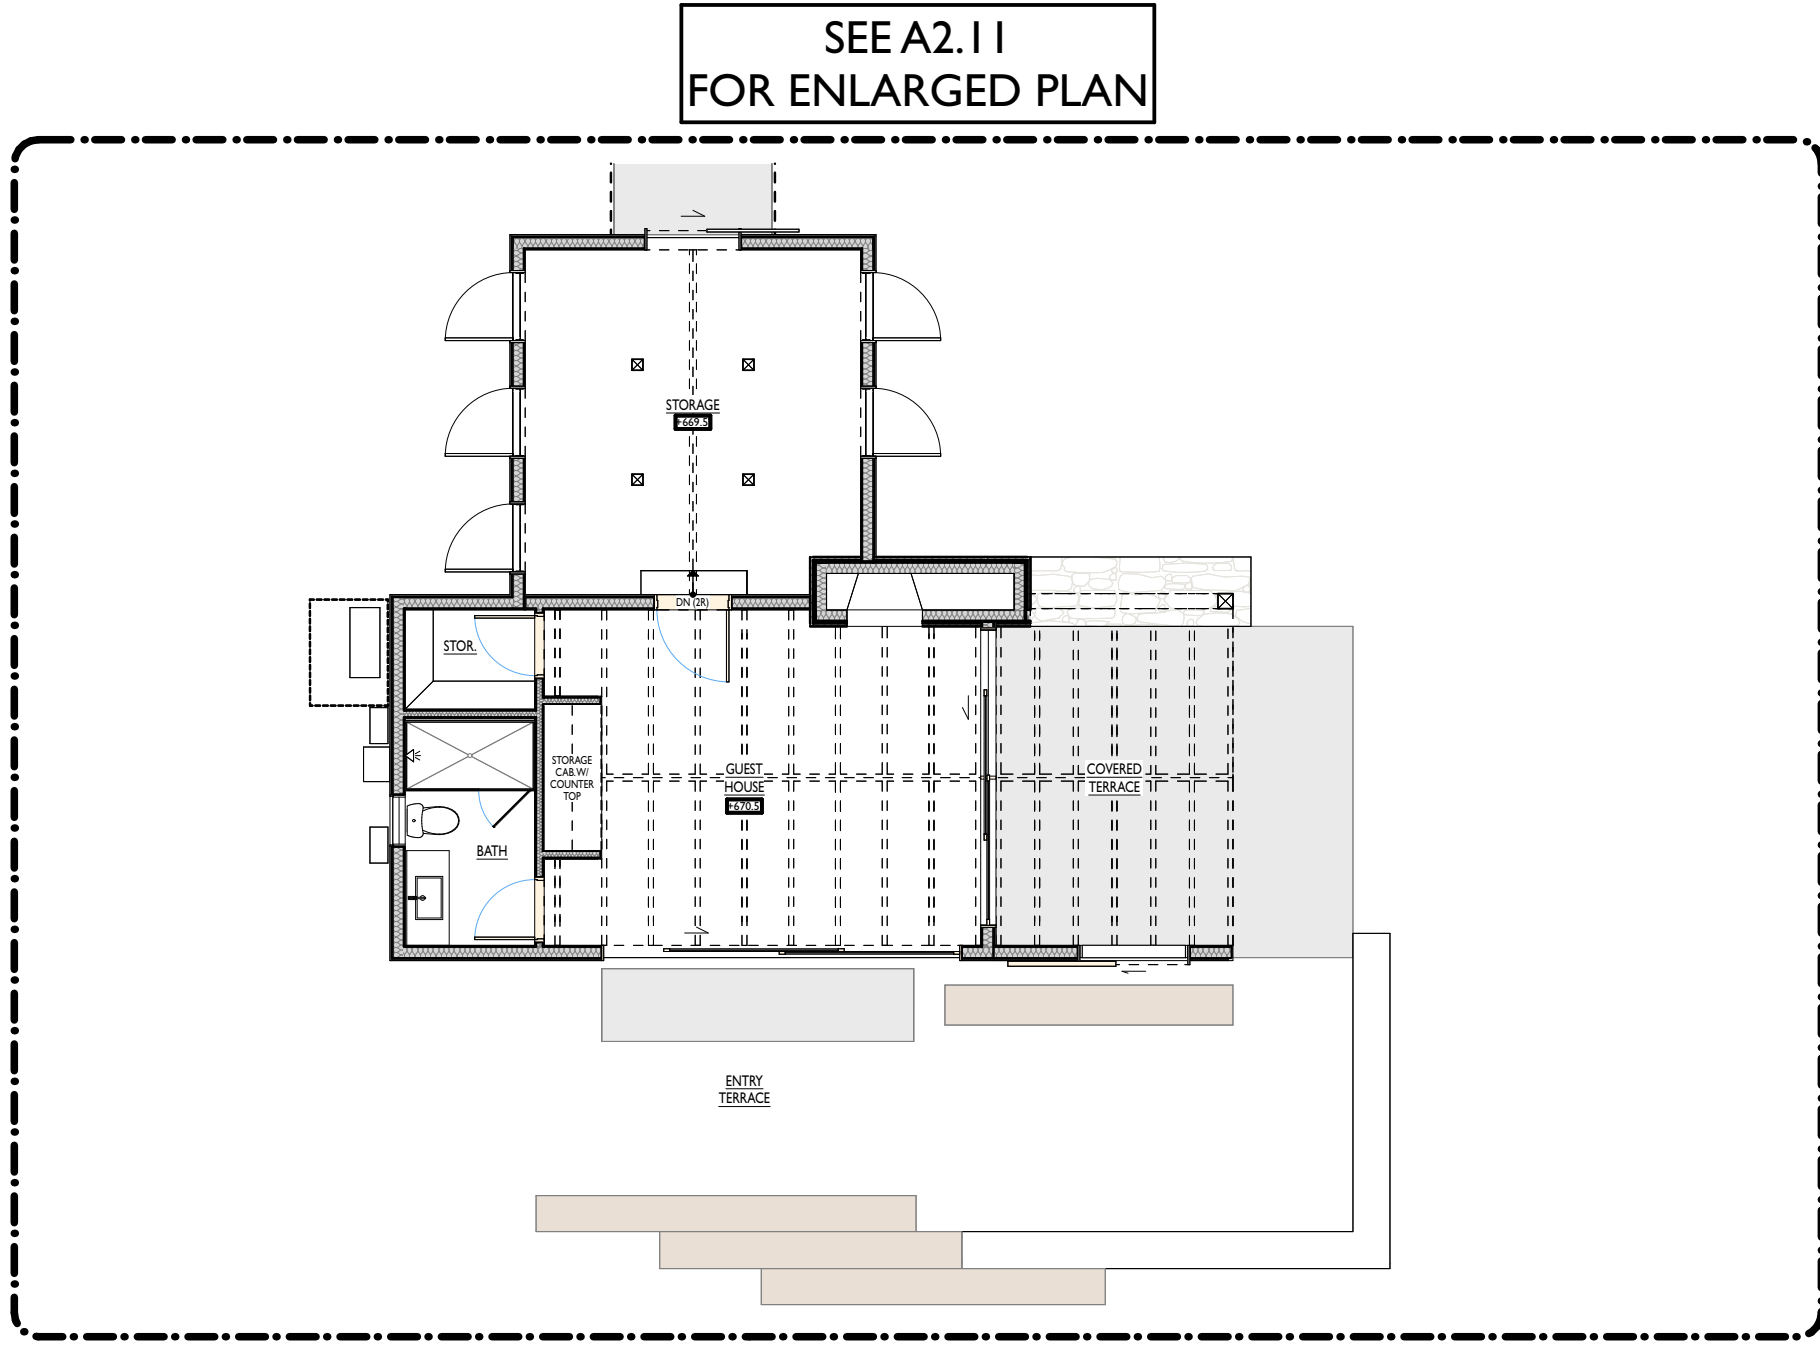 SEE A2.11
FOR ENLARGED PLAN
STORAGE
+669.5
DN (2R)
STOR.
STORAGE
CAB.W/
COUNTER
TOP
GUEST
HOUSE
+670.5
COVERED
TERRACE
BATH
ENTRY
TERRACE